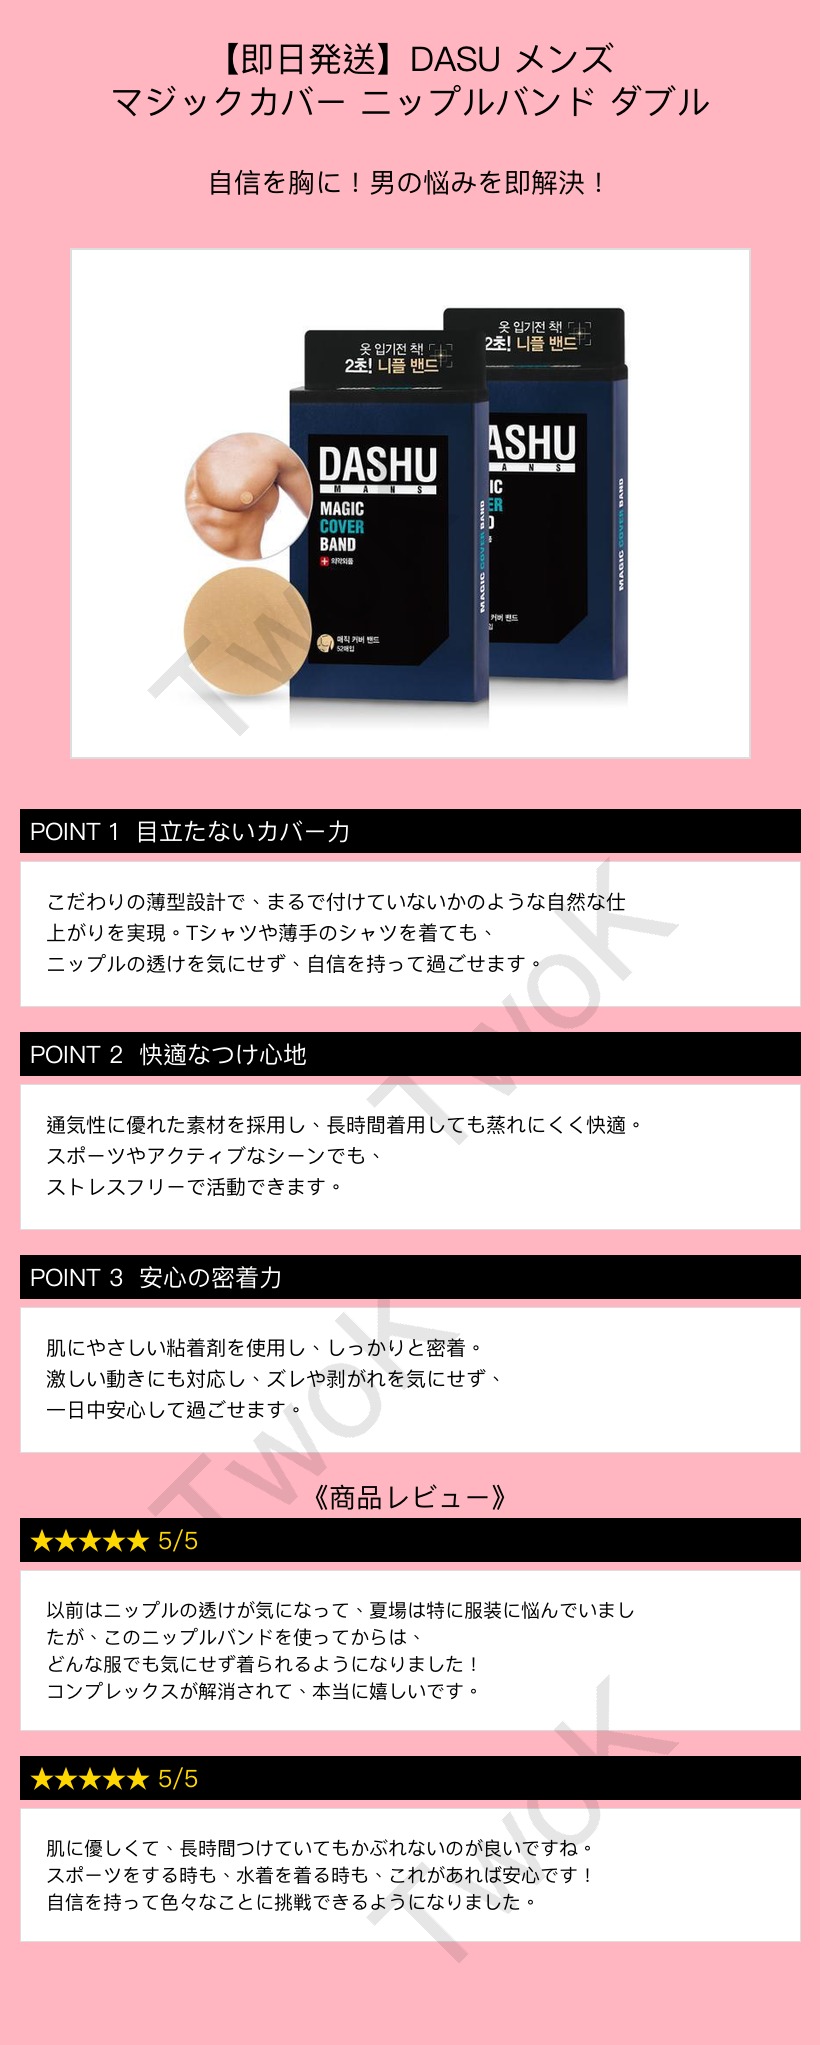 【即日発送】DASU メンズ
マジックカバー ニップルバンド ダブル
自信を胸に！男の悩みを即解決！
옷 입기전 착!
2초! 니플 밴드
옷 입기전 착!
2초! 니플 밴드
DASHU
MANS
MAGIC
COVER
BAND
의약외품
매직 커버 밴드
52매입
MAGIC COVER BAND
ASHU
ANS
IC
ER
D
커버 밴드
MAGIC COVER BAND
TwoK
POINT 1 目立たないカバー力
こだわりの薄型設計で、まるで付けていないかのような自然な仕
上がりを実現。Tシャツや薄手のシャツを着ても、
ニップルの透けを気にせず、自信を持って過ごせます。
TwoK
POINT 2 快適なつけ心地
通気性に優れた素材を採用し、長時間着用しても蒸れにくく快適。
スポーツやアクティブなシーンでも、
ストレスフリーで活動できます。
POINT 3 安心の密着力
肌にやさしい粘着剤を使用し、しっかりと密着。
激しい動きにも対応し、ズレや剥がれを気にせず、
一日中安心して過ごせます。
TwoK
《商品レビュー》
★★★★★ 5/5
以前はニップルの透けが気になって、夏場は特に服装に悩んでいまし
たが、このニップルバンドを使ってからは、
どんな服でも気にせず着られるようになりました！
コンプレックスが解消されて、本当に嬉しいです。
★★★★★ 5/5
肌に優しくて、長時間つけていてもかぶれないのが良いですね。
スポーツをする時も、水着を着る時も、これがあれば安心です！
自信を持って色々なことに挑戦できるようになりました。
TwoK